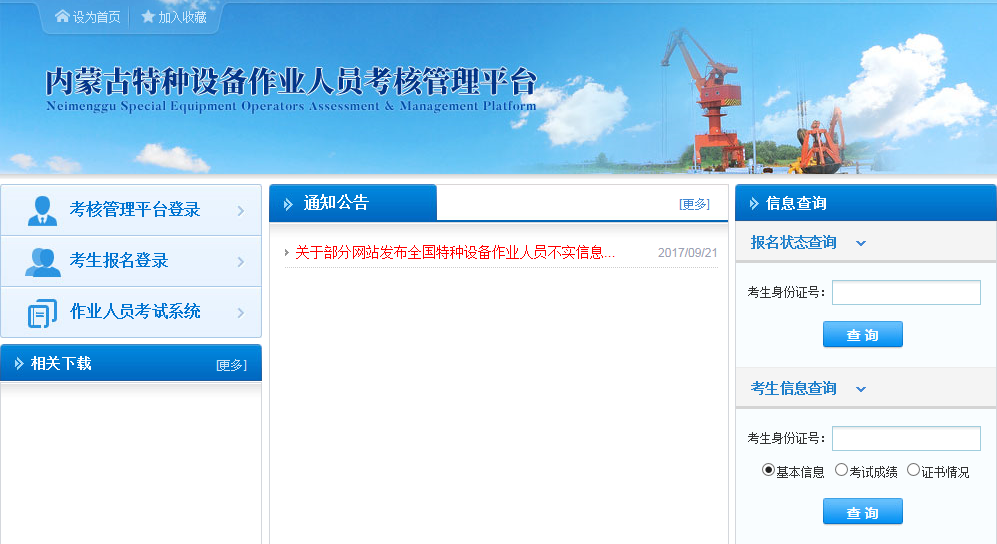 设为首页
加入收藏
内蒙古特种设备作业人员考核管理平台
Neimenggu Special Equipment Operators Assessment & Management Platform
考核管理平台登录
考生报名登录
作业人员考试系统
相关下载 [更多]
通知公告 [更多]
关于部分网站发布全国特种设备作业人员不实信息... 2017/09/21
信息查询
报名状态查询
考生身份证号:
查 询
考生信息查询
考生身份证号:
基本信息 考试成绩 证书情况
查 询